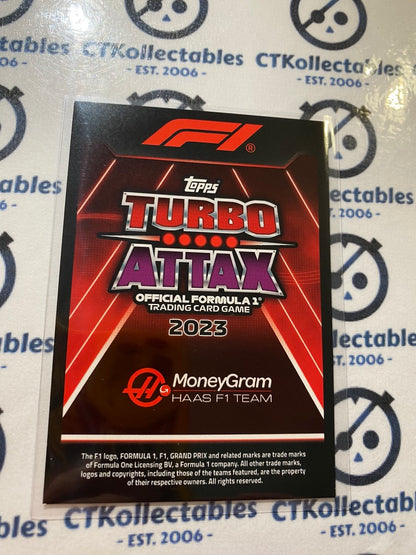 CTKollectables
- EST. 2006 -
F1®
topps
TURBO
ATTAX
OFFICIAL FORMULA 1®
TRADING CARD GAME
2023
MoneyGram
HAAS F1 TEAM
The F1 logo, FORMULA 1, F1, GRAND PRIX and related marks are trade marks
of Formula One Licensing BV, a Formula 1 company. All other trade marks,
logos and copyrights, including those of the teams featured, are the property
of their respective owners. All rights reserved.
CTKollectables
- EST. 2006 -